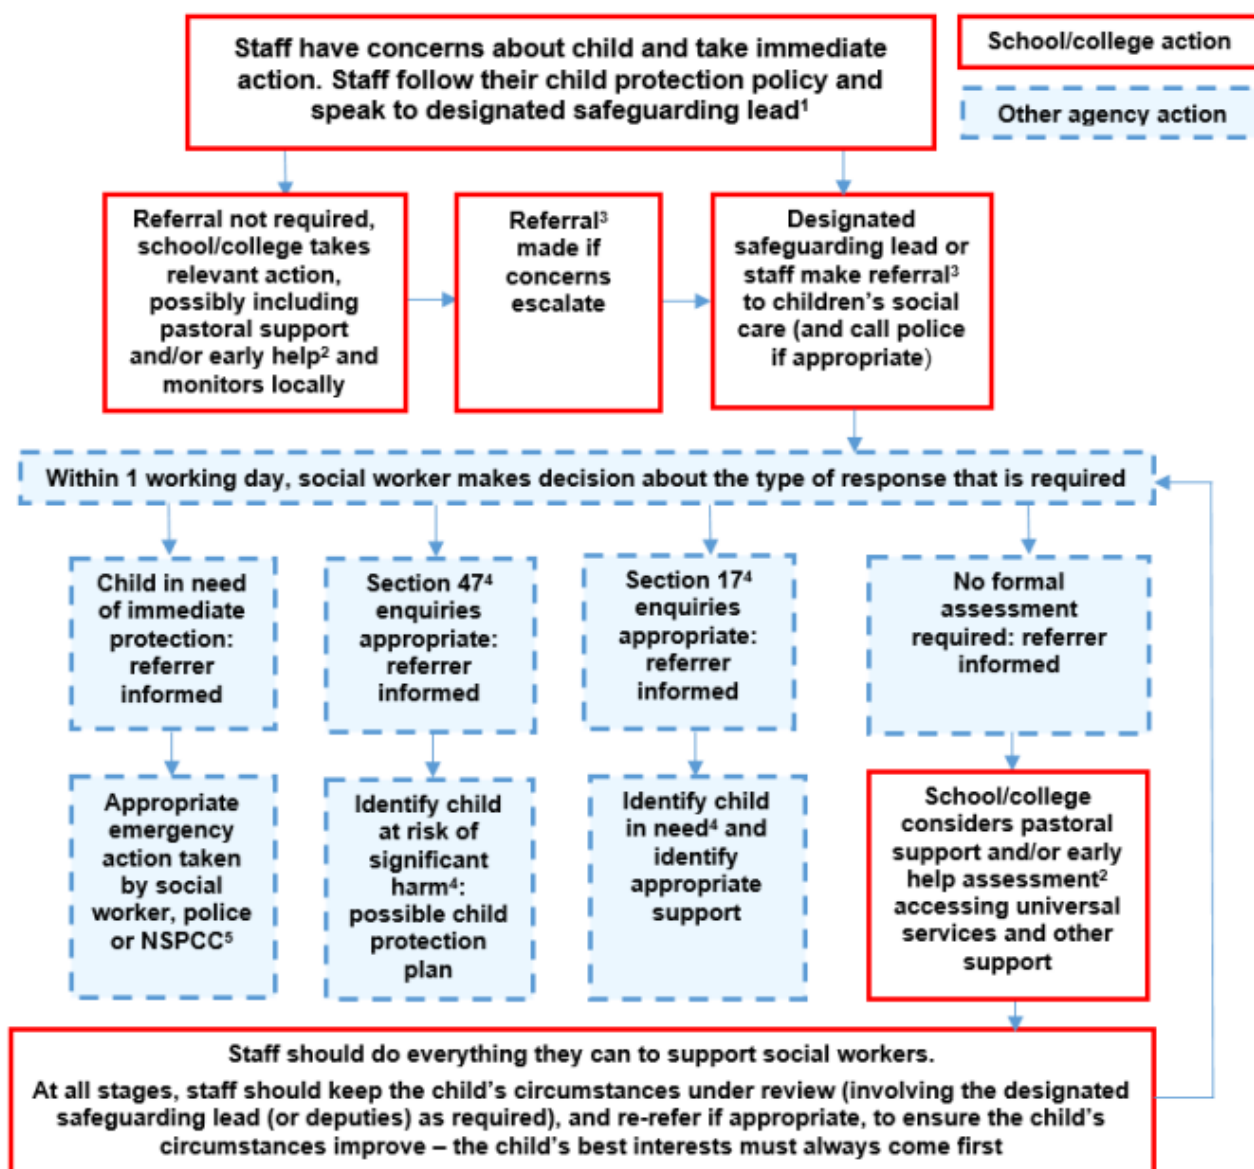 Staff have concerns about child and take immediate
action. Staff follow their child protection policy and
speak to designated safeguarding lead¹
School/college action
Other agency action
Referral not required,
school/college takes
relevant action,
possibly including
pastoral support
and/or early help² and
monitors locally
Referral³
made if
concerns
escalate
Designated
safeguarding lead or
staff make referral³
to children’s social
care (and call police
if appropriate)
Within 1 working day, social worker makes decision about the type of response that is required
Child in need
of immediate
protection:
referrer
informed
Section 47⁴
enquiries
appropriate:
referrer
informed
Section 17⁴
enquiries
appropriate:
referrer
informed
No formal
assessment
required: referrer
informed
Appropriate
emergency
action taken
by social
worker, police
or NSPCC⁵
Identify child
at risk of
significant
harm⁴:
possible child
protection
plan
Identify child
in need⁴ and
identify
appropriate
support
School/college
considers pastoral
support and/or early
help assessment²
accessing universal
services and other
support
Staff should do everything they can to support social workers.
At all stages, staff should keep the child’s circumstances under review (involving the designated
safeguarding lead (or deputies) as required), and re-refer if appropriate, to ensure the child’s
circumstances improve – the child’s best interests must always come first